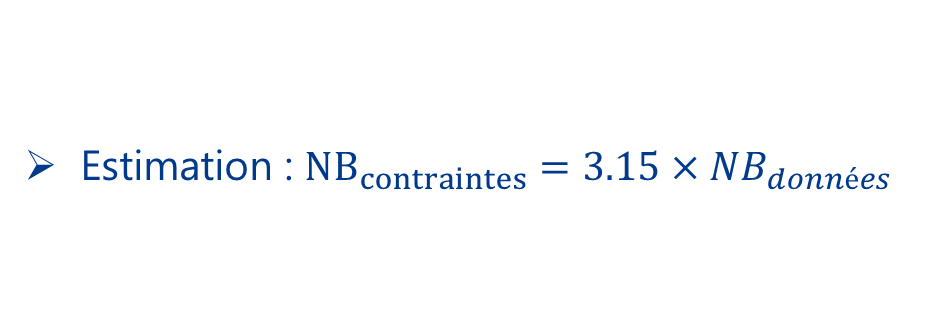 ➢ Estimation : NB_contraintes = 3.15 × NB_données